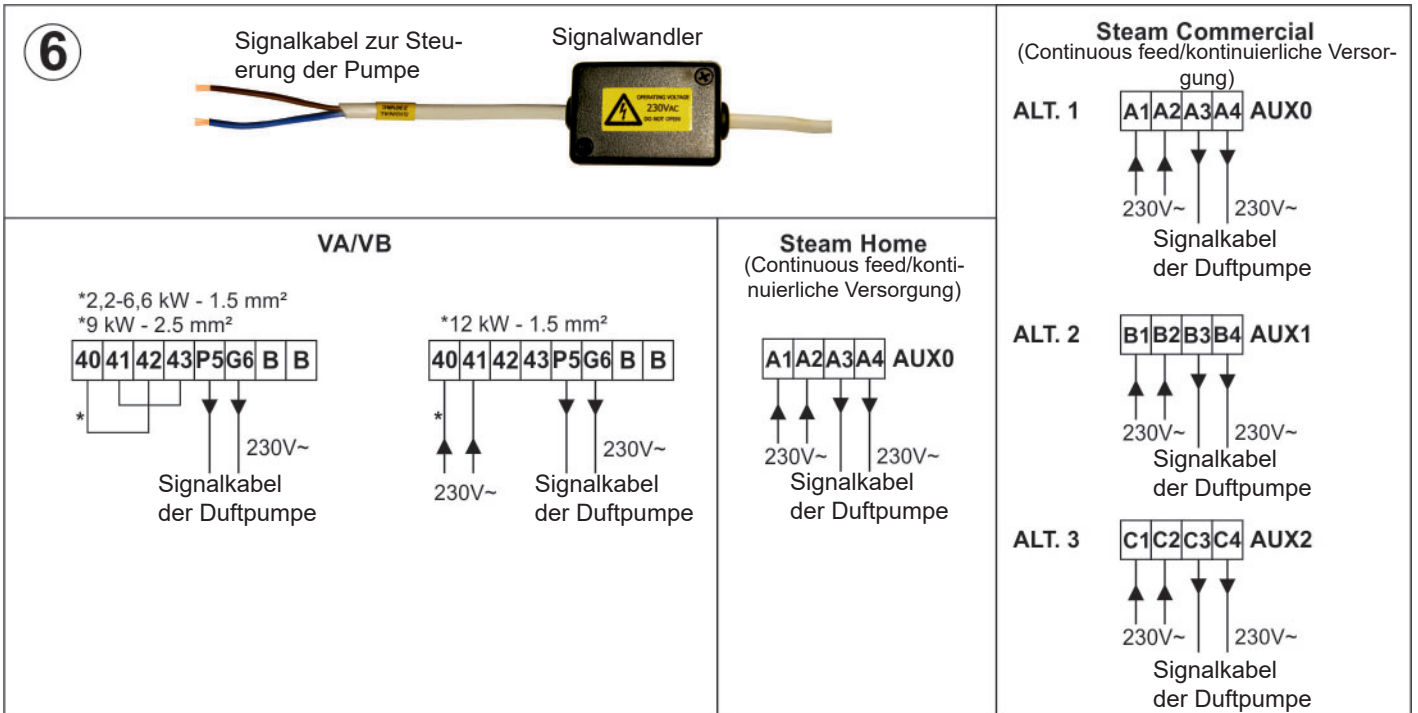 6
Signalkabel zur Steu-
erung der Pumpe
Signalwandler
OPERATING VOLTAGE
230VAC
DO NOT OPEN!
VA/VB
*2,2-6,6 kW - 1.5 mm²
*9 kW - 2.5 mm²
40 41 42 43 P5 G6 B B
*
230V~
Signalkabel
der Duftpumpe
*12 kW - 1.5 mm²
40 41 42 43 P5 G6 B B
*
230V~
230V~
Signalkabel
der Duftpumpe
Steam Home
(Continuous feed/konti-
nuierliche Versorgung)
A1 A2 A3 A4 AUX0
230V~ 230V~
Signalkabel
der Duftpumpe
Steam Commercial
(Continuous feed/kontinuierliche Versor-
gung)
ALT. 1 A1 A2 A3 A4 AUX0
230V~ 230V~
Signalkabel
der Duftpumpe
ALT. 2 B1 B2 B3 B4 AUX1
230V~ 230V~
Signalkabel
der Duftpumpe
ALT. 3 C1 C2 C3 C4 AUX2
230V~ 230V~
Signalkabel
der Duftpumpe